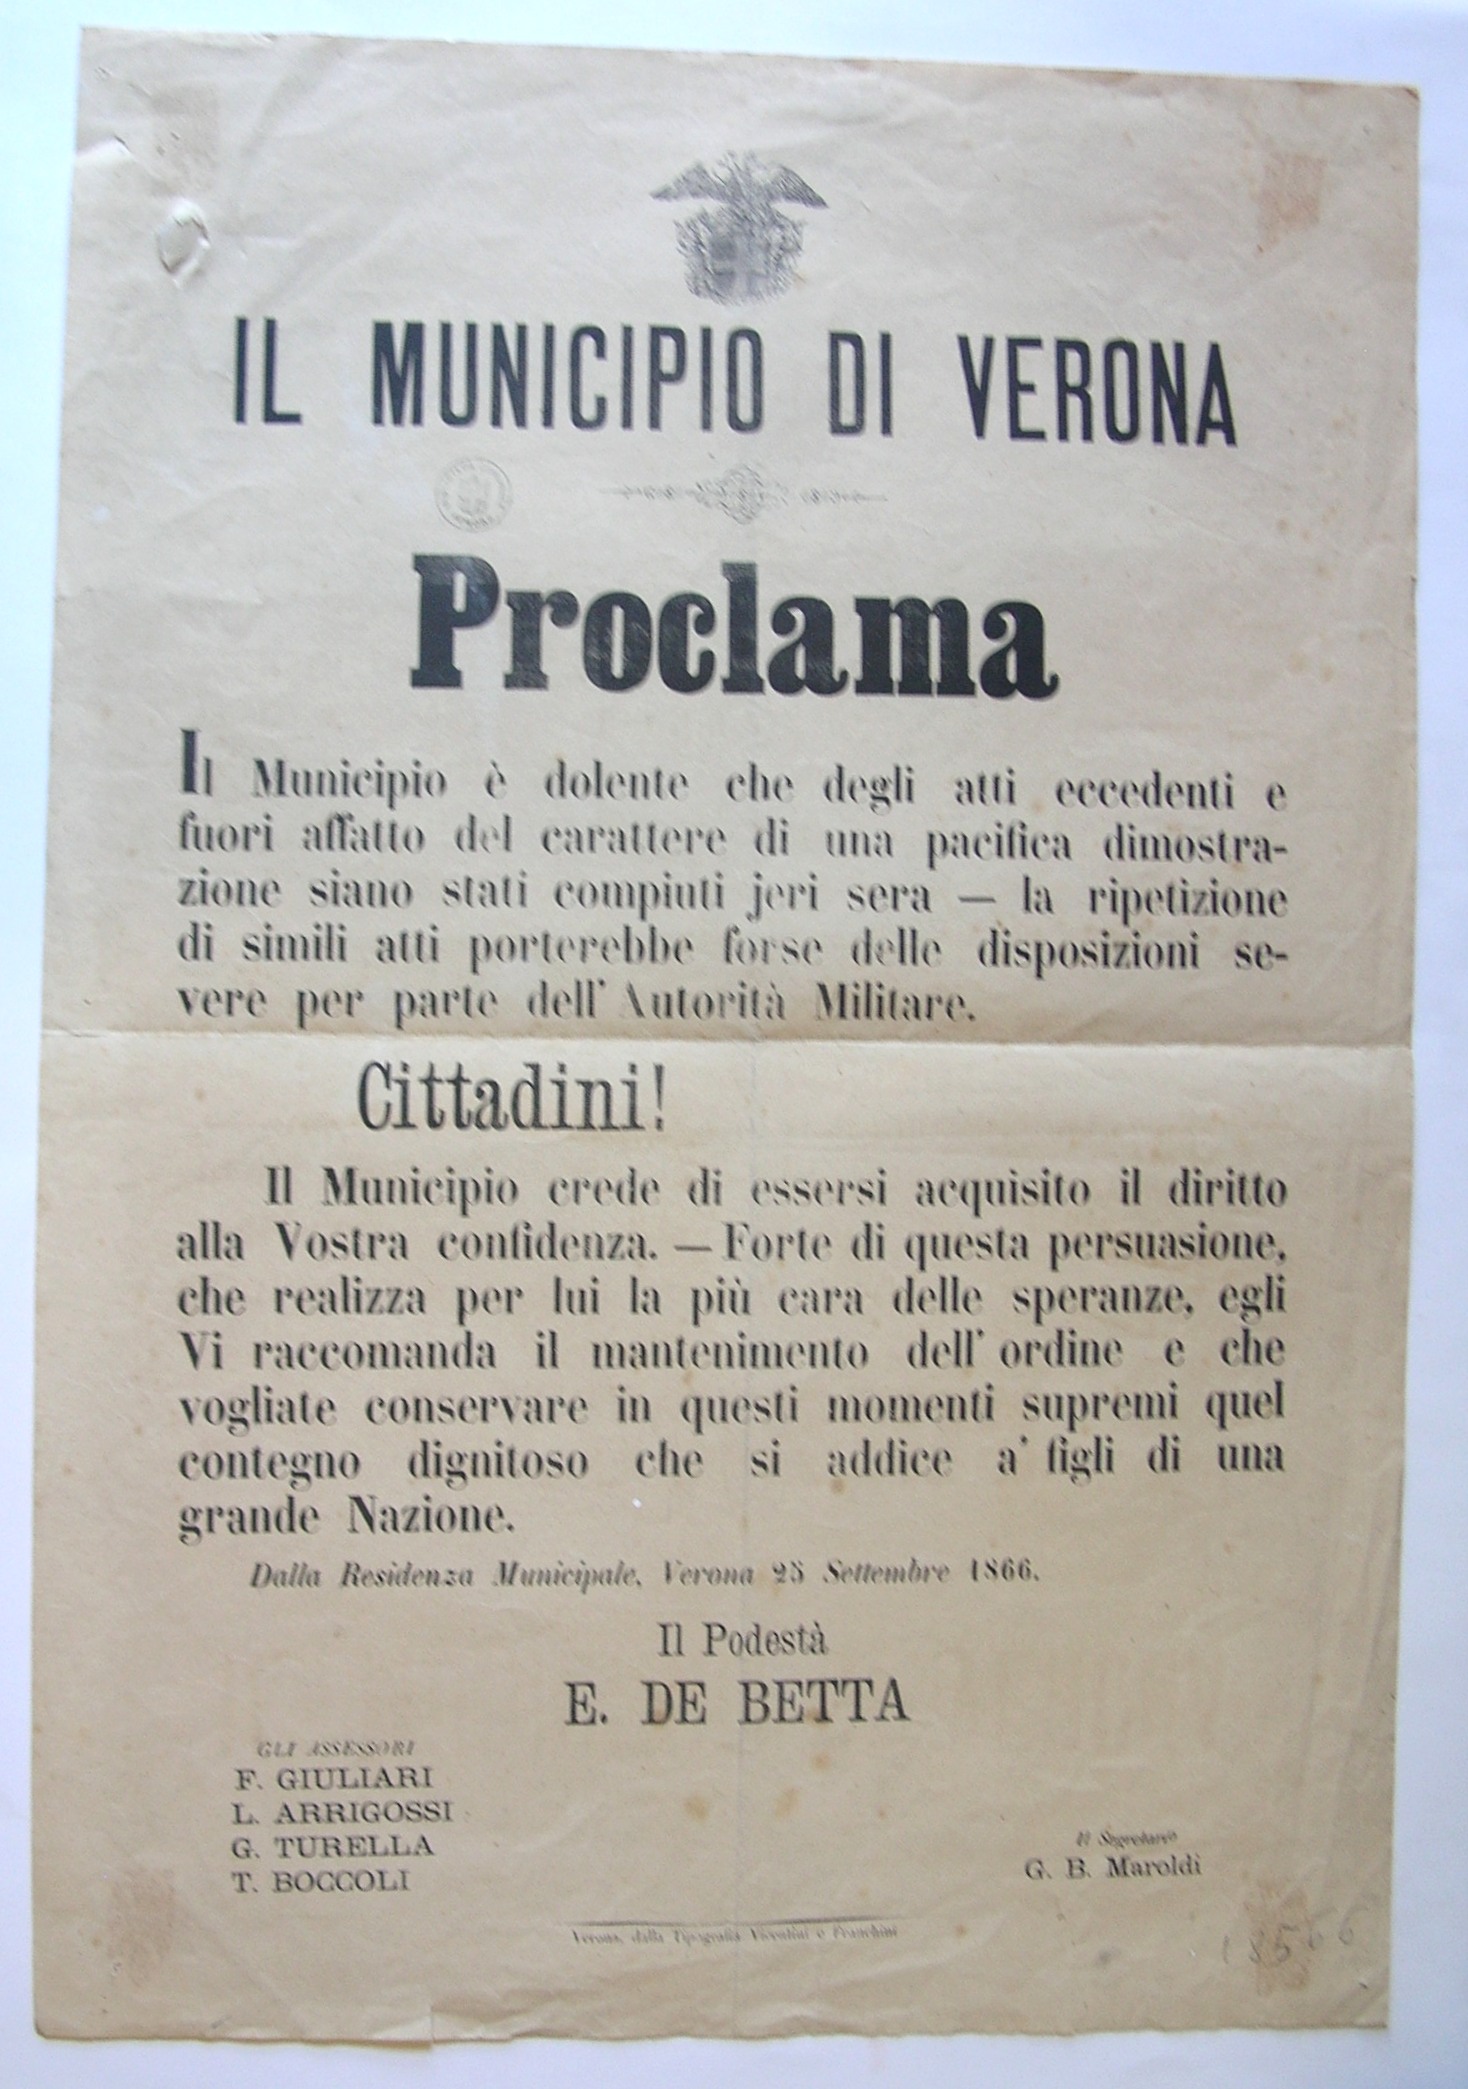 IL MUNICIPIO DI VERONA
Proclama
Il Municipio è dolente che degli atti eccedenti e
fuori affatto del carattere di una pacifica dimostra-
zione siano stati compiuti jeri sera — la ripetizione
di simili atti porterebbe forse delle disposizioni se-
vere per parte dell' Autorità Militare.
Cittadini!
Il Municipio crede di essersi acquisito il diritto
alla Vostra confidenza. — Forte di questa persuasione,
che realizza per lui la più cara delle speranze, egli
Vi raccomanda il mantenimento dell' ordine e che
vogliate conservare in questi momenti supremi quel
contegno dignitoso che si addice a' figli di una
grande Nazione.
Dalla Residenza Municipale, Verona 25 Settembre 1866.
Il Podestà
E. DE BETTA
GLI ASSESSORI
F. GIULIARI
L. ARRIGOSSI
G. TURELLA
T. BOCCOLI
Il Segretario
G. B. Maroldi
Verona, dalla Tipografia Vicentini e Franchini